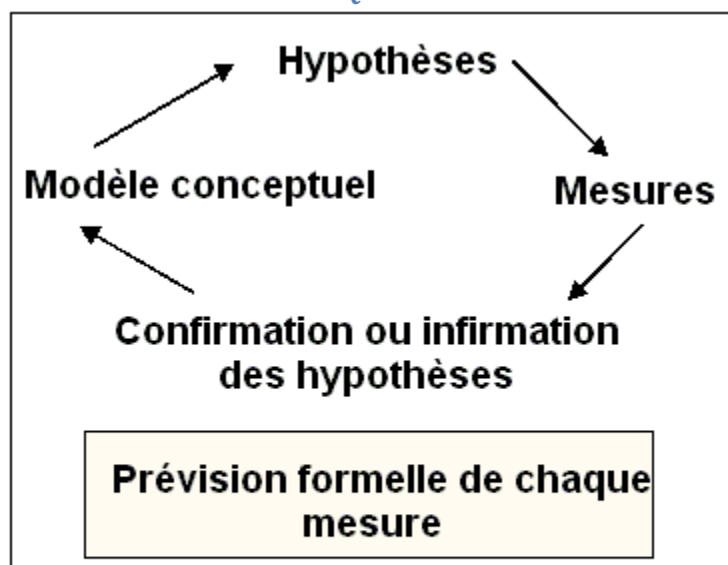 Hypothèses
Modèle conceptuel
Mesures
Confirmation ou infirmation
des hypothèses
Prévision formelle de chaque
mesure